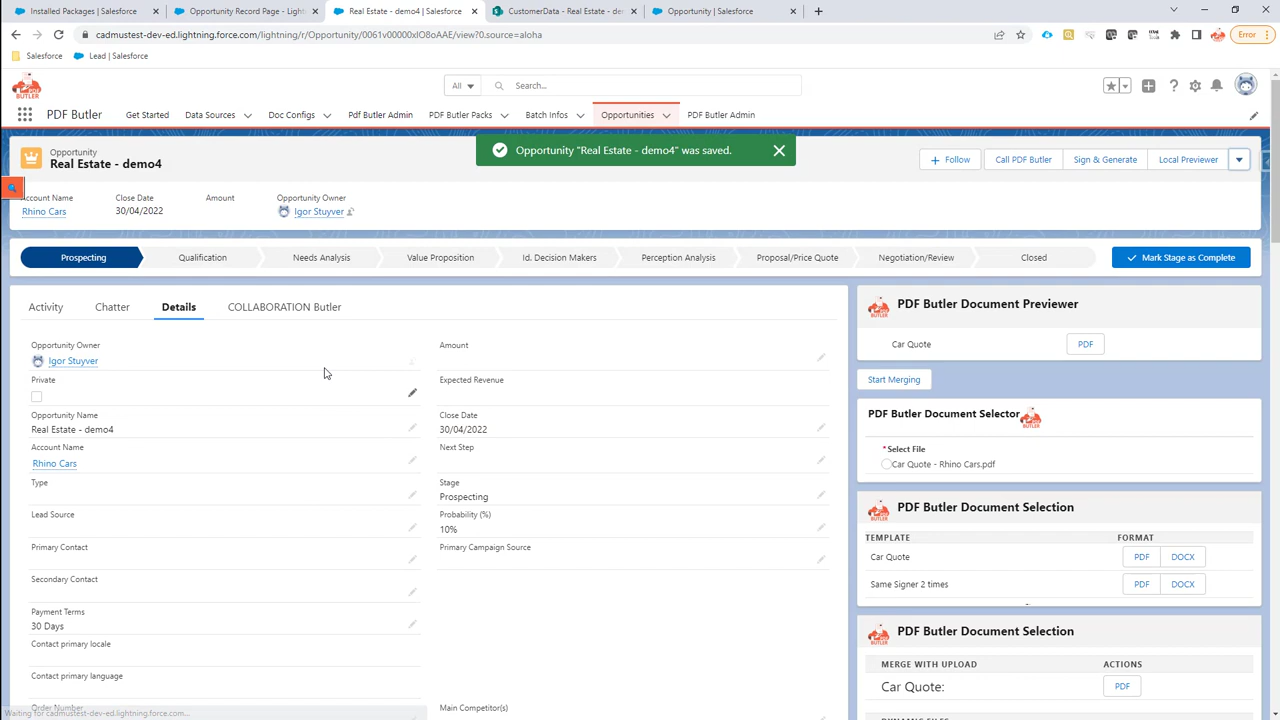 Installed Packages | Salesforce
Opportunity Record Page - Light
Real Estate - demo4 | Salesforce
CustomerData - Real Estate - de
Opportunity | Salesforce
cadmustest-dev-ed.lightning.force.com/lightning/r/Opportunity/0061v00000xIO8oAAE/view?0.source=aloha
Error
Salesforce
Lead | Salesforce
PDF BUTLER
All
Search...
PDF Butler
Get Started
Data Sources
Doc Configs
Pdf Butler Admin
PDF Butler Packs
Batch Infos
Opportunities
PDF Butler Admin
Opportunity
Real Estate - demo4
Opportunity "Real Estate - demo4" was saved.
Follow
Call PDF Butler
Sign & Generate
Local Previewer
Account Name
Close Date
Amount
Opportunity Owner
Rhino Cars
30/04/2022
Igor Stuyver
Prospecting
Qualification
Needs Analysis
Value Proposition
Id. Decision Makers
Perception Analysis
Proposal/Price Quote
Negotiation/Review
Closed
Mark Stage as Complete
Activity
Chatter
Details
COLLABORATION Butler
Opportunity Owner
Igor Stuyver
Private
Opportunity Name
Real Estate - demo4
Account Name
Rhino Cars
Type
Lead Source
Primary Contact
Secondary Contact
Payment Terms
30 Days
Contact primary locale
Contact primary language
Order Number
Amount
Expected Revenue
Close Date
30/04/2022
Next Step
Stage
Prospecting
Probability (%)
10%
Primary Campaign Source
Main Competitor(s)
PDF Butler Document Previewer
Car Quote
PDF
Start Merging
PDF Butler Document Selector
*Select File
Car Quote - Rhino Cars.pdf
PDF Butler Document Selection
TEMPLATE
FORMAT
Car Quote
PDF
DOCX
Same Signer 2 times
PDF
DOCX
PDF Butler Document Selection
MERGE WITH UPLOAD
ACTIONS
Car Quote:
PDF
DYNAMIC FILES
Waiting for cadmustest-dev-ed.lightning.force.com...